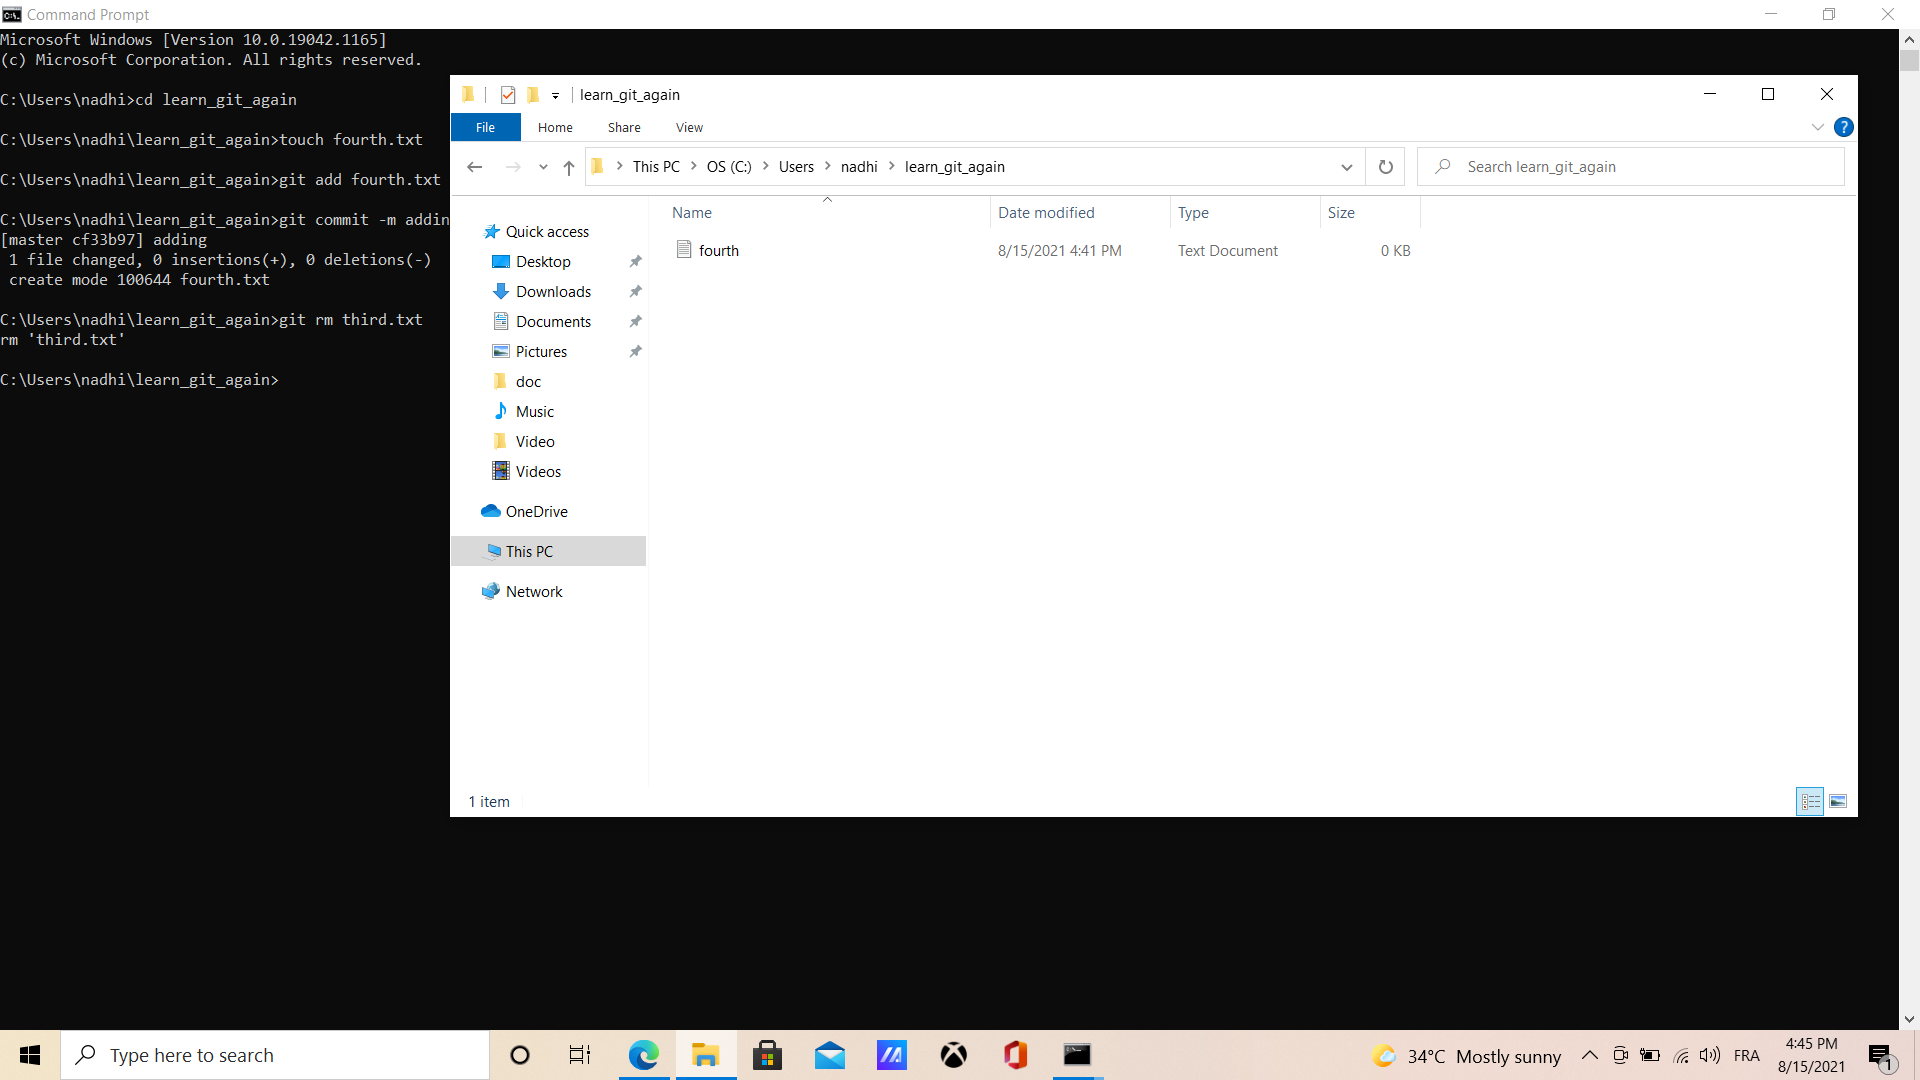 Command Prompt
Microsoft Windows [Version 10.0.19042.1165]
(c) Microsoft Corporation. All rights reserved.
C:\Users\nadhi>cd learn_git_again
C:\Users\nadhi\learn_git_again>touch fourth.txt
C:\Users\nadhi\learn_git_again>git add fourth.txt
C:\Users\nadhi\learn_git_again>git commit -m addin
[master cf33b97] adding
1 file changed, 0 insertions(+), 0 deletions(-)
create mode 100644 fourth.txt
C:\Users\nadhi\learn_git_again>git rm third.txt
rm 'third.txt'
C:\Users\nadhi\learn_git_again>
learn_git_again
File Home Share View
This PC OS (C:) Users nadhi learn_git_again
Search learn_git_again
Name Date modified Type Size
fourth 8/15/2021 4:41 PM Text Document 0 KB
Quick access
Desktop
Downloads
Documents
Pictures
doc
Music
Video
Videos
OneDrive
This PC
Network
1 item
Type here to search
34°C Mostly sunny
FRA
4:45 PM
8/15/2021
1